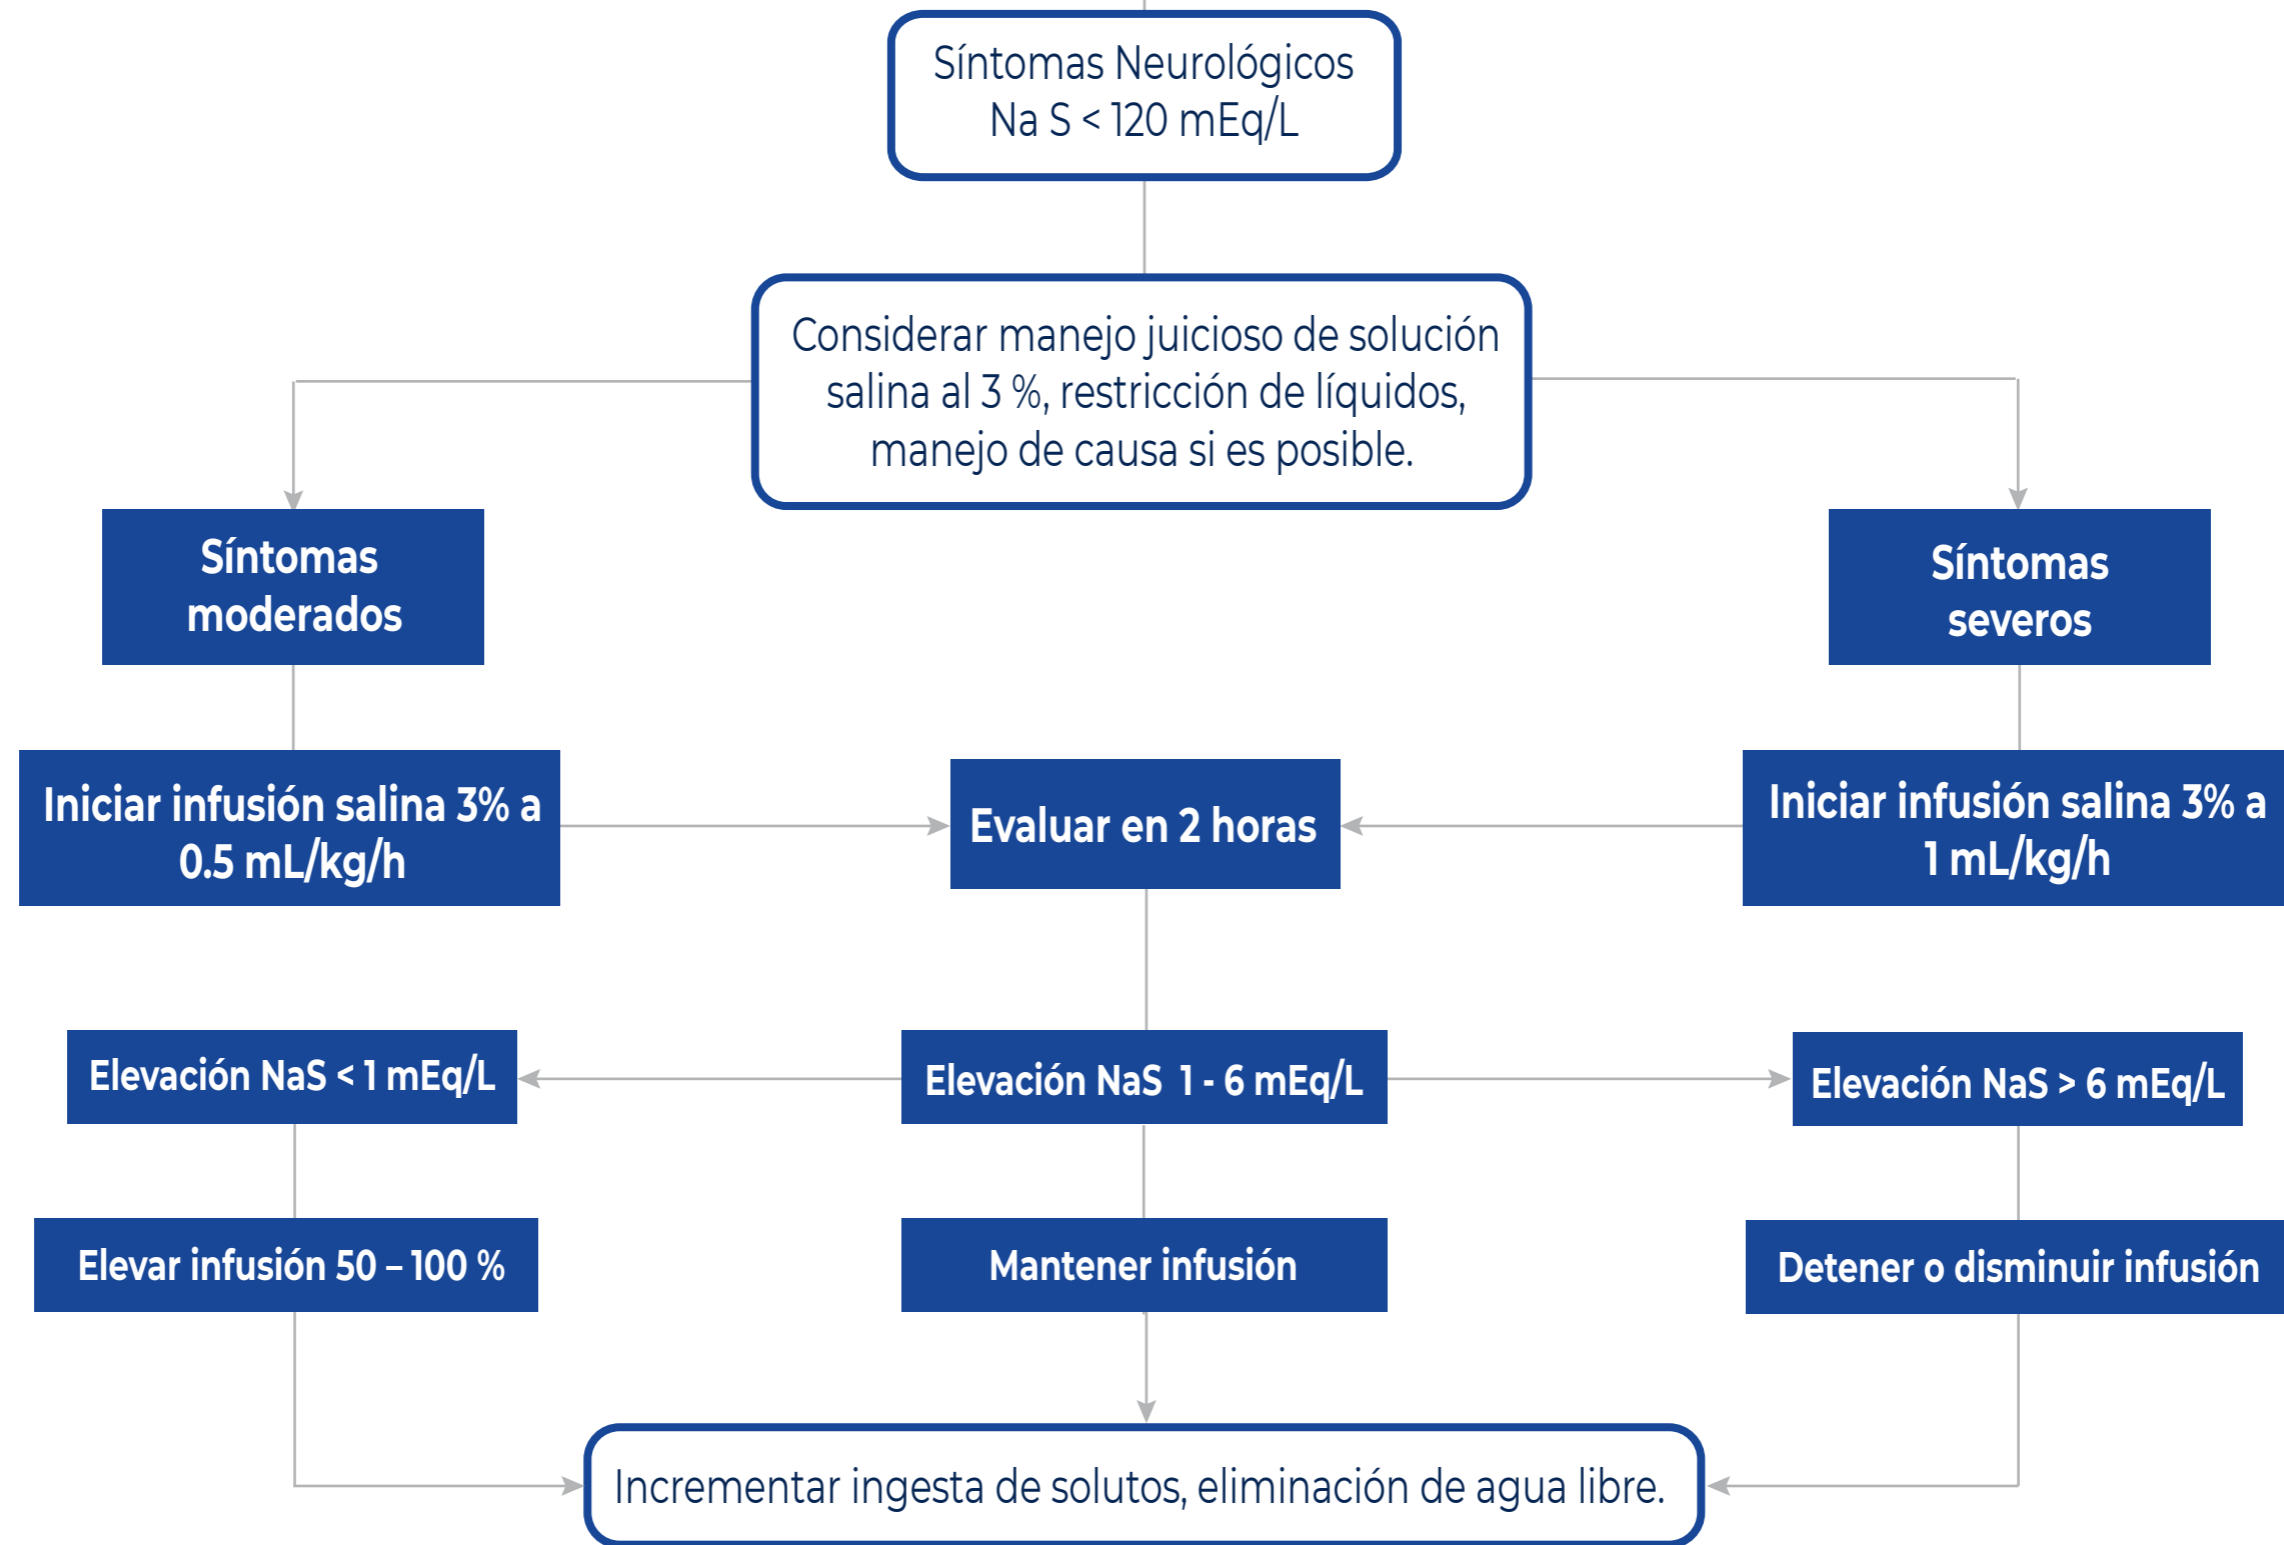 Síntomas Neurológicos
Na S < 120 mEq/L
Considerar manejo juicioso de solución
salina al 3 %, restricción de líquidos,
manejo de causa si es posible.
Síntomas
moderados
Síntomas
severos
Iniciar infusión salina 3% a
0.5 mL/kg/h
Evaluar en 2 horas
Iniciar infusión salina 3% a
1 mL/kg/h
Elevación NaS < 1 mEq/L
Elevación NaS 1 - 6 mEq/L
Elevación NaS > 6 mEq/L
Elevar infusión 50 – 100 %
Mantener infusión
Detener o disminuir infusión
Incrementar ingesta de solutos, eliminación de agua libre.